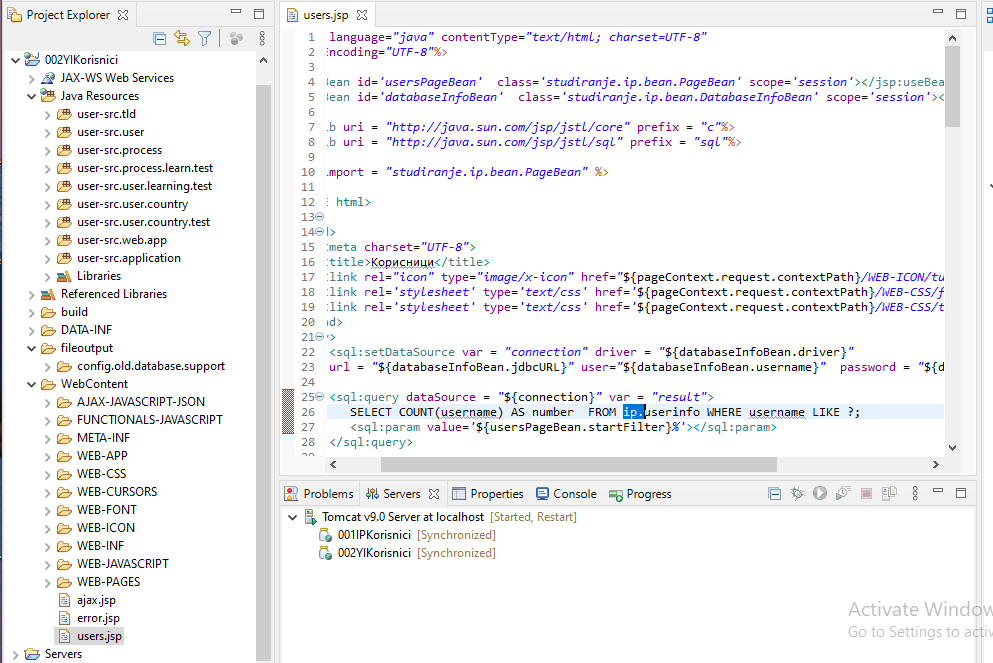 Project Explorer
002YIKorisnici
JAX-WS Web Services
Java Resources
user-src.tld
user-src.user
user-src.process
user-src.process.learn.test
user-src.user.learning.test
user-src.user.country
user-src.user.country.test
user-src.web.app
user-src.application
Libraries
Referenced Libraries
build
DATA-INF
fileoutput
config.old.database.support
WebContent
AJAX-JAVASCRIPT-JSON
FUNCTIONALS-JAVASCRIPT
META-INF
WEB-APP
WEB-CSS
WEB-CURSORS
WEB-FONT
WEB-ICON
WEB-INF
WEB-JAVASCRIPT
WEB-PAGES
ajax.jsp
error.jsp
users.jsp
Servers
users.jsp
1 language="java" contentType="text/html; charset=UTF-8"
2 ncoding="UTF-8"%>
3
4 Bean id='usersPageBean' class='studiranje.ip.bean.PageBean' scope='session'></jsp:useBea
5 Bean id='databaseInfoBean' class='studiranje.ip.bean.DatabaseInfoBean' scope='session'><
6
7 ib uri = "http://java.sun.com/jsp/jstl/core" prefix = "c"%>
8 ib uri = "http://java.sun.com/jsp/jstl/sql" prefix = "sql"%>
9
10 import = "studiranje.ip.bean.PageBean" %>
11
12 E html>
13
14 l>
15 meta charset="UTF-8">
16 title>Корисници</title>
17 link rel="icon" type="image/x-icon" href="${pageContext.request.contextPath}/WEB-ICON/tu
18 link rel='stylesheet' type='text/css' href='${pageContext.request.contextPath}/WEB-CSS/f
19 link rel='stylesheet' type='text/css' href='${pageContext.request.contextPath}/WEB-CSS/t
20 ad>
21 y>
22 <sql:setDataSource var = "connection" driver = "${databaseInfoBean.driver}"
23 url = "${databaseInfoBean.jdbcURL}" user="${databaseInfoBean.username}" password = "${d
24
25 <sql:query dataSource = "${connection}" var = "result">
26 SELECT COUNT(username) AS number FROM ip.userinfo WHERE username LIKE ?;
27 <sql:param value='${usersPageBean.startFilter}%'></sql:param>
28 </sql:query>
Problems Servers Properties Console Progress
Tomcat v9.0 Server at localhost [Started, Restart]
001IPKorisnici [Synchronized]
002YIKorisnici [Synchronized]
Activate Window
Go to Settings to activ